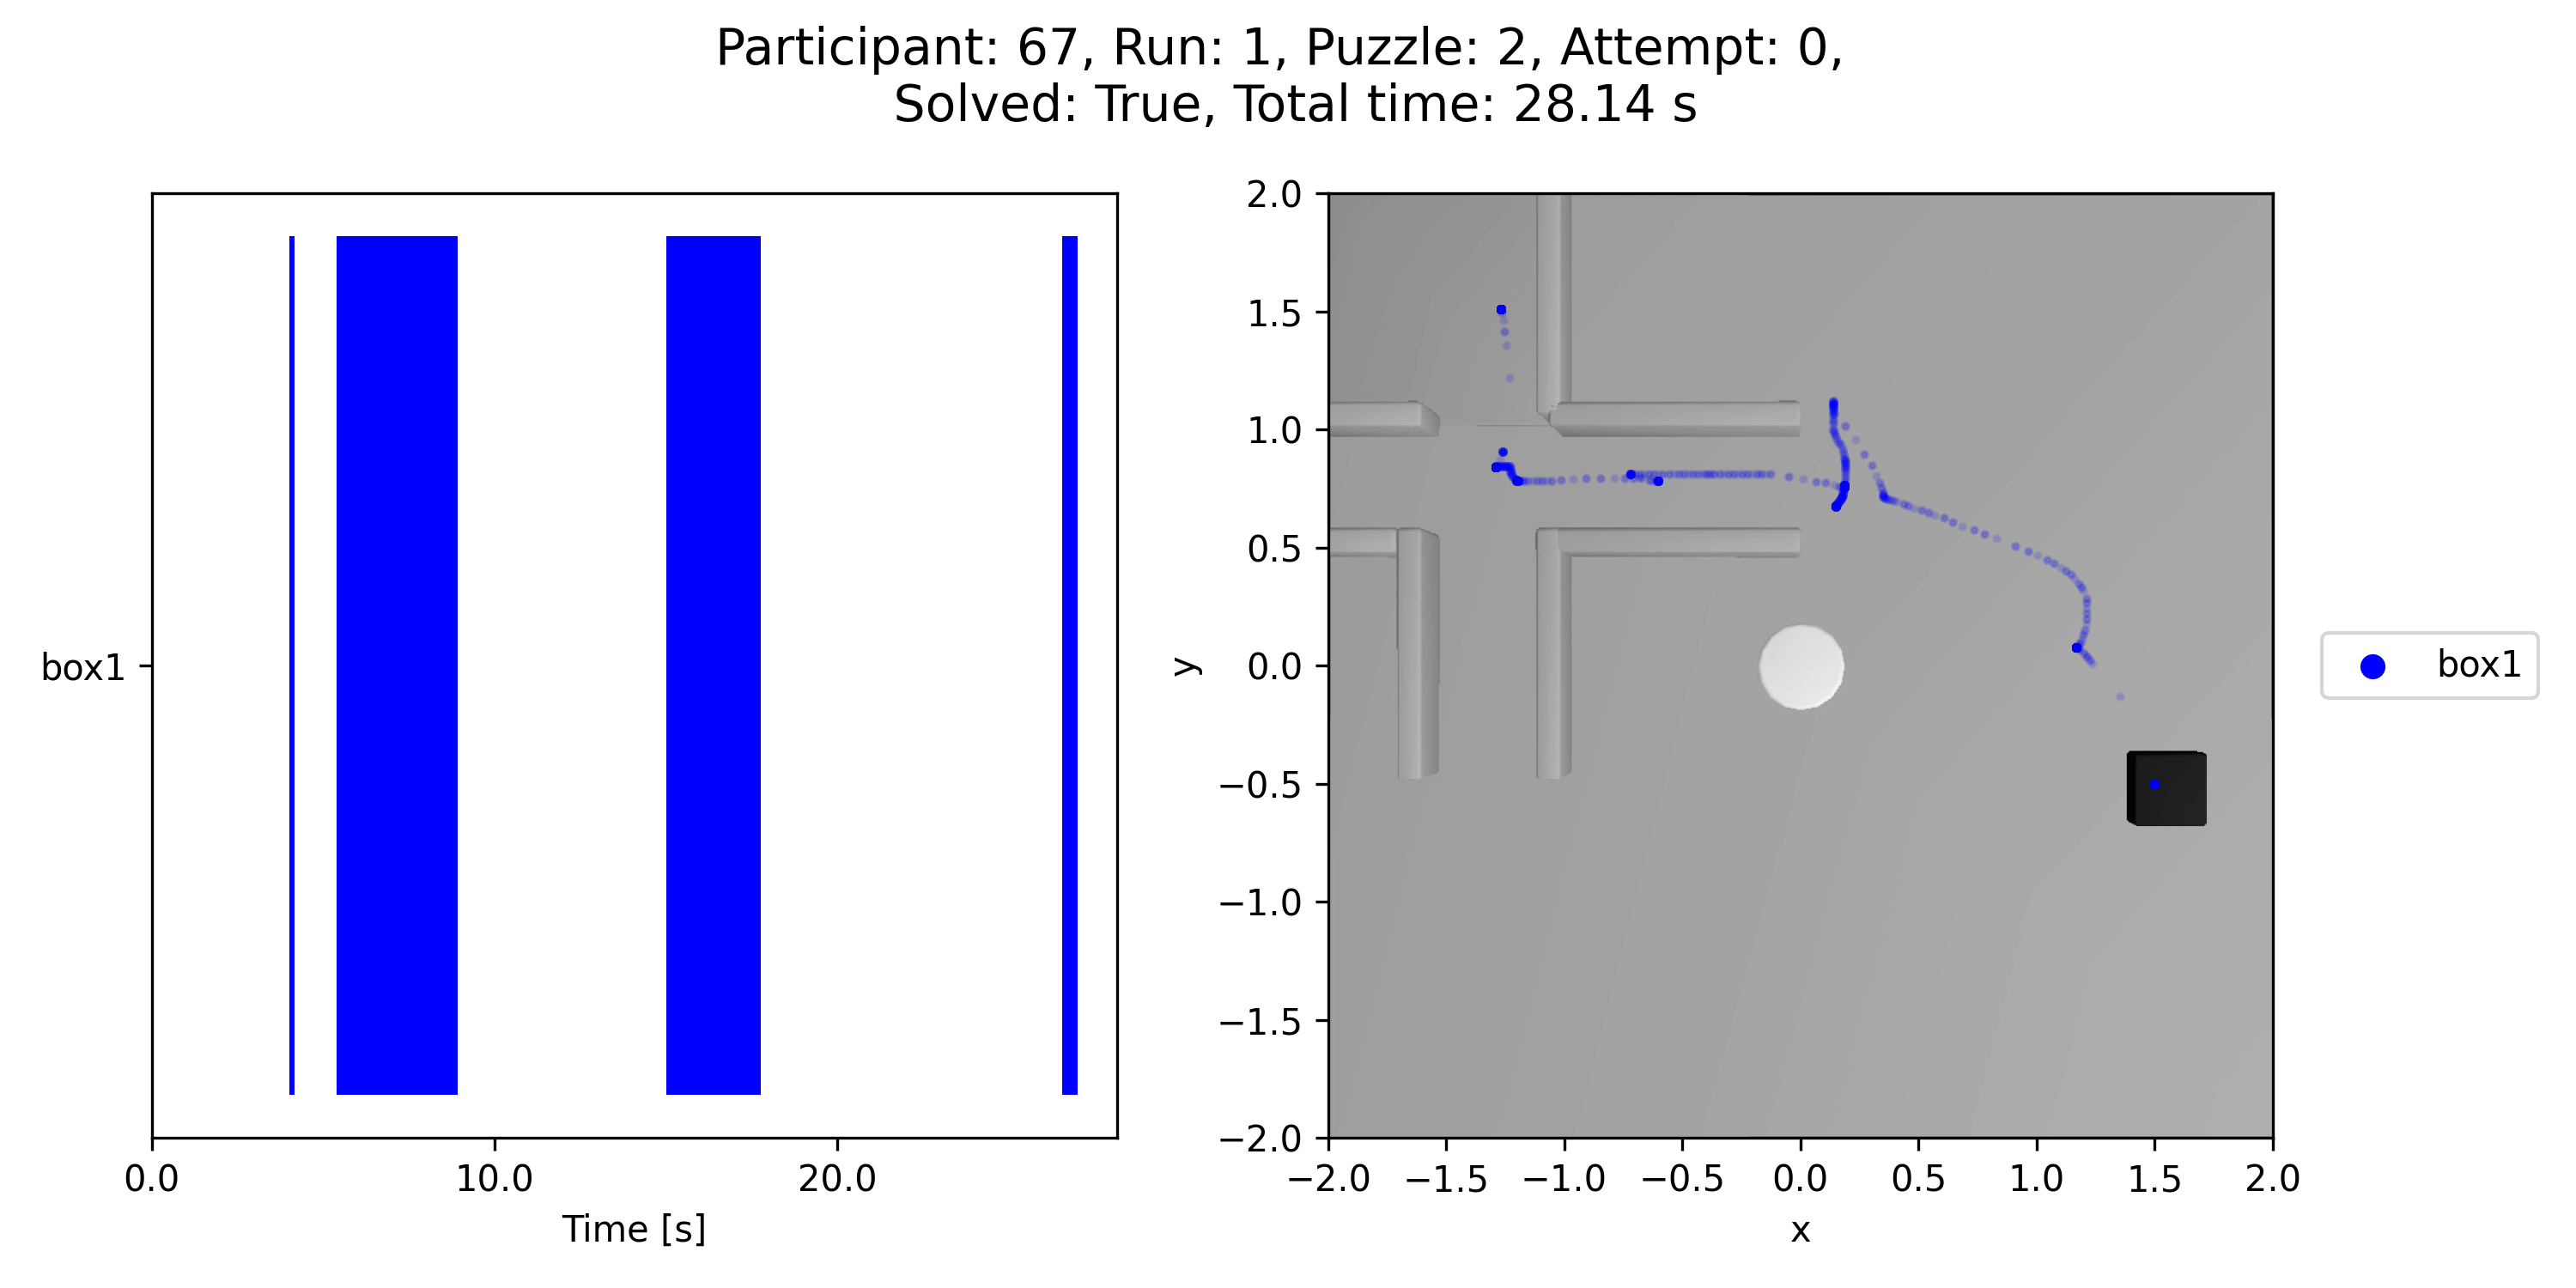 Participant: 67, Run: 1, Puzzle: 2, Attempt: 0,
Solved: True, Total time: 28.14 s
box1
0.0 10.0 20.0
Time [s]
y
2.0
1.5
1.0
0.5
0.0
−0.5
−1.0
−1.5
−2.0
−2.0 −1.5 −1.0 −0.5 0.0 0.5 1.0 1.5 2.0
x
box1